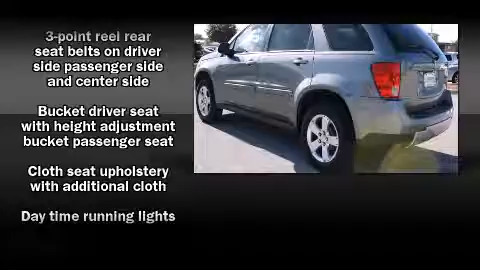 3-point reel rear
seat belts on driver
side passenger side
and center side
Bucket driver seat
with height adjustment
bucket passenger seat
Cloth seat upholstery
with additional cloth
Day time running lights